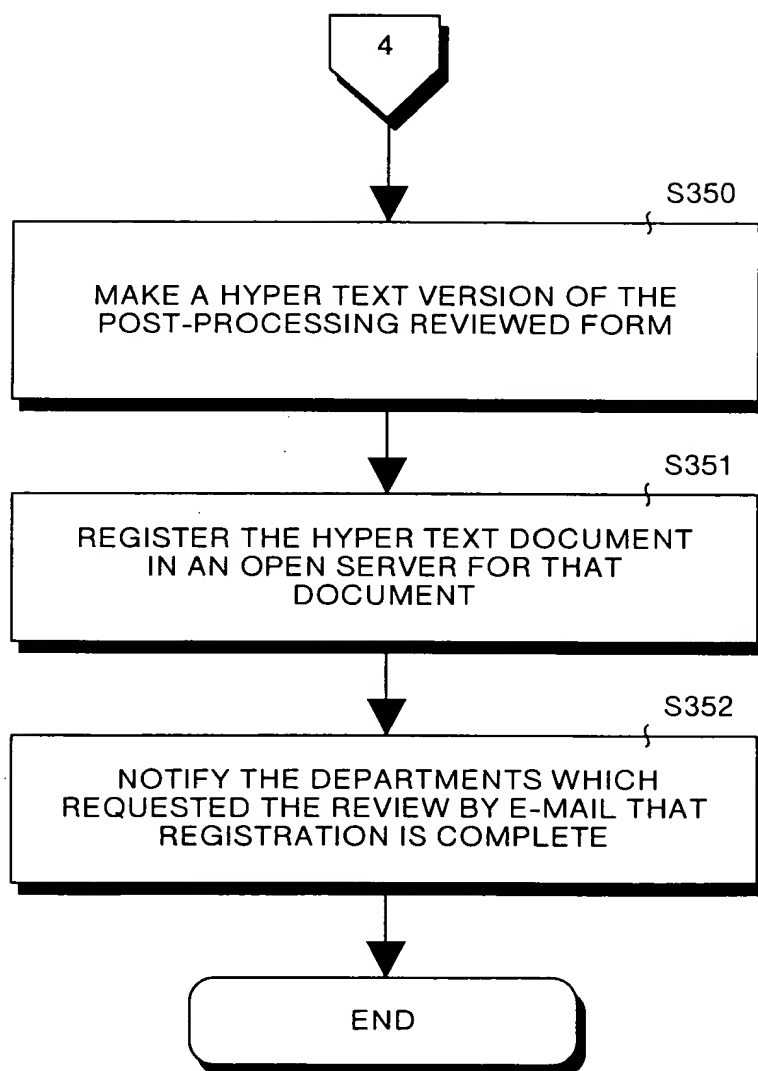 4
S350
MAKE A HYPER TEXT VERSION OF THE
POST-PROCESSING REVIEWED FORM
S351
REGISTER THE HYPER TEXT DOCUMENT
IN AN OPEN SERVER FOR THAT
DOCUMENT
S352
NOTIFY THE DEPARTMENTS WHICH
REQUESTED THE REVIEW BY E-MAIL THAT
REGISTRATION IS COMPLETE
END